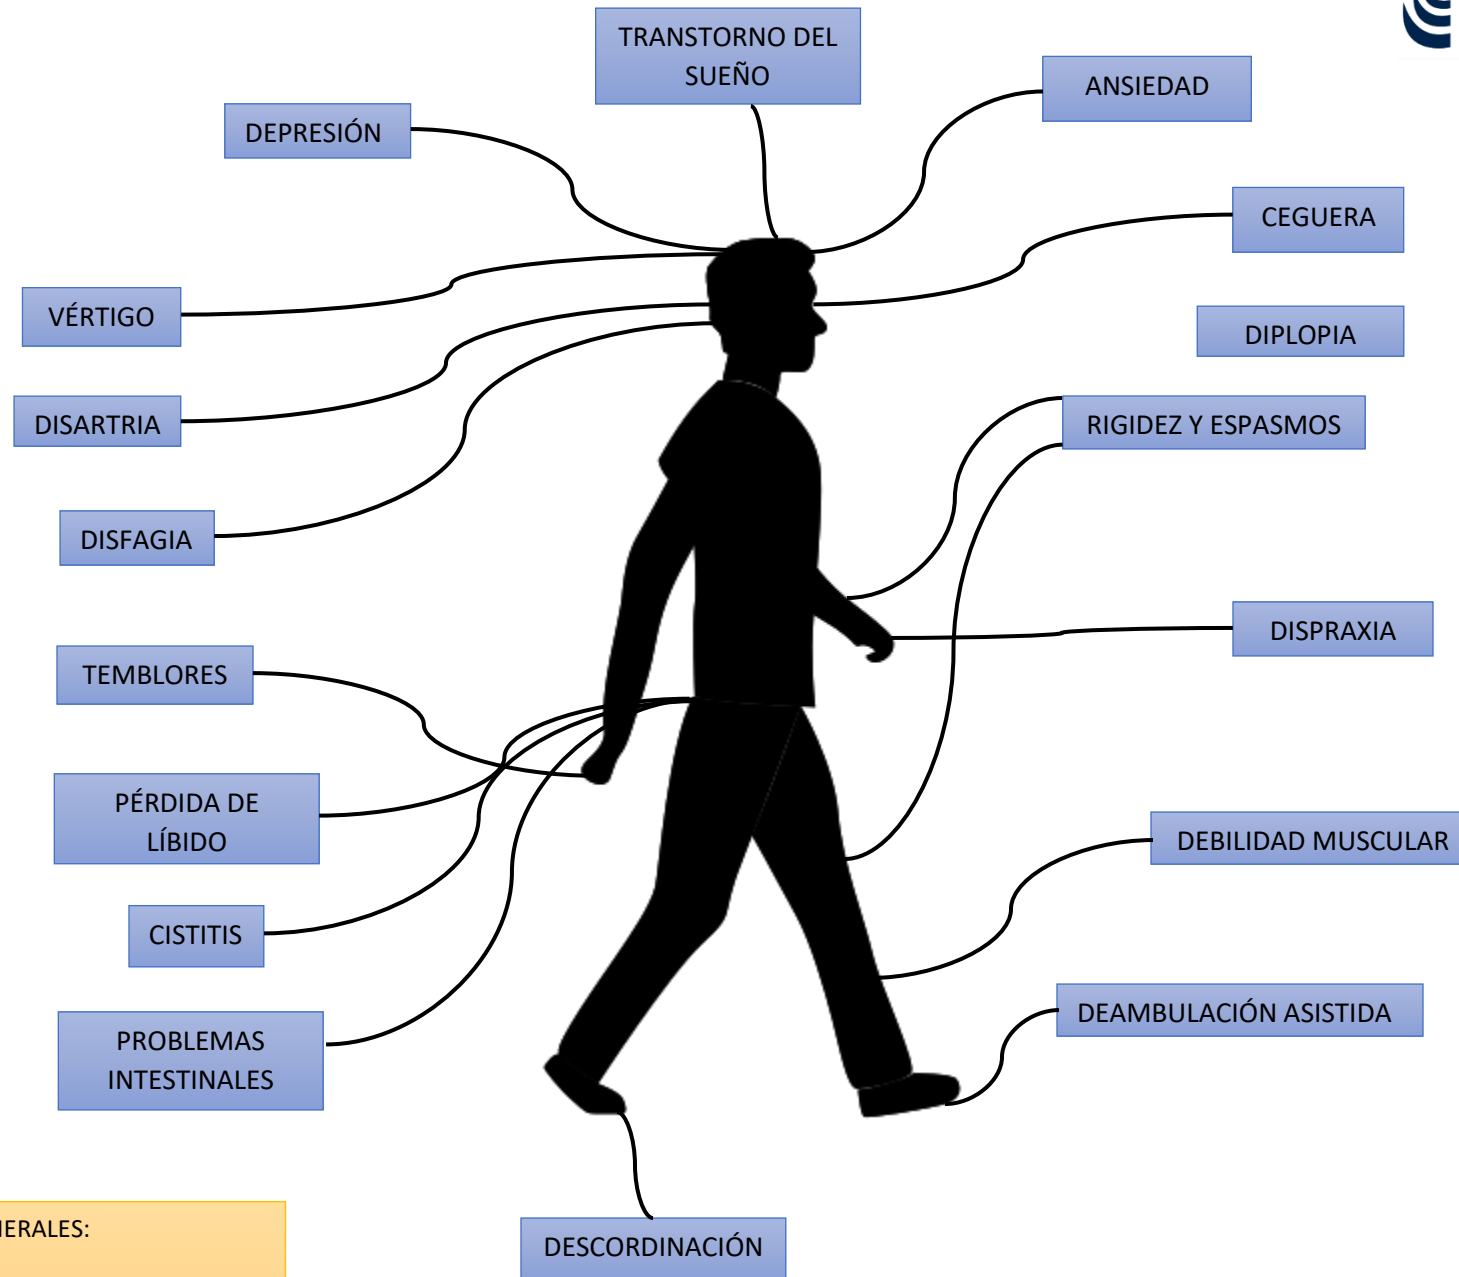 TRANSTORNO DEL
SUEÑO
ANSIEDAD
DEPRESIÓN
CEGUERA
VÉRTIGO
DIPLOPIA
DISARTRIA
RIGIDEZ Y ESPASMOS
DISFAGIA
DISPRAXIA
TEMBLORES
PÉRDIDA DE
LÍBIDO
DEBILIDAD MUSCULAR
CISTITIS
DEAMBULACIÓN ASISTIDA
PROBLEMAS
INTESTINALES
NERALES:
DESCORDINACIÓN